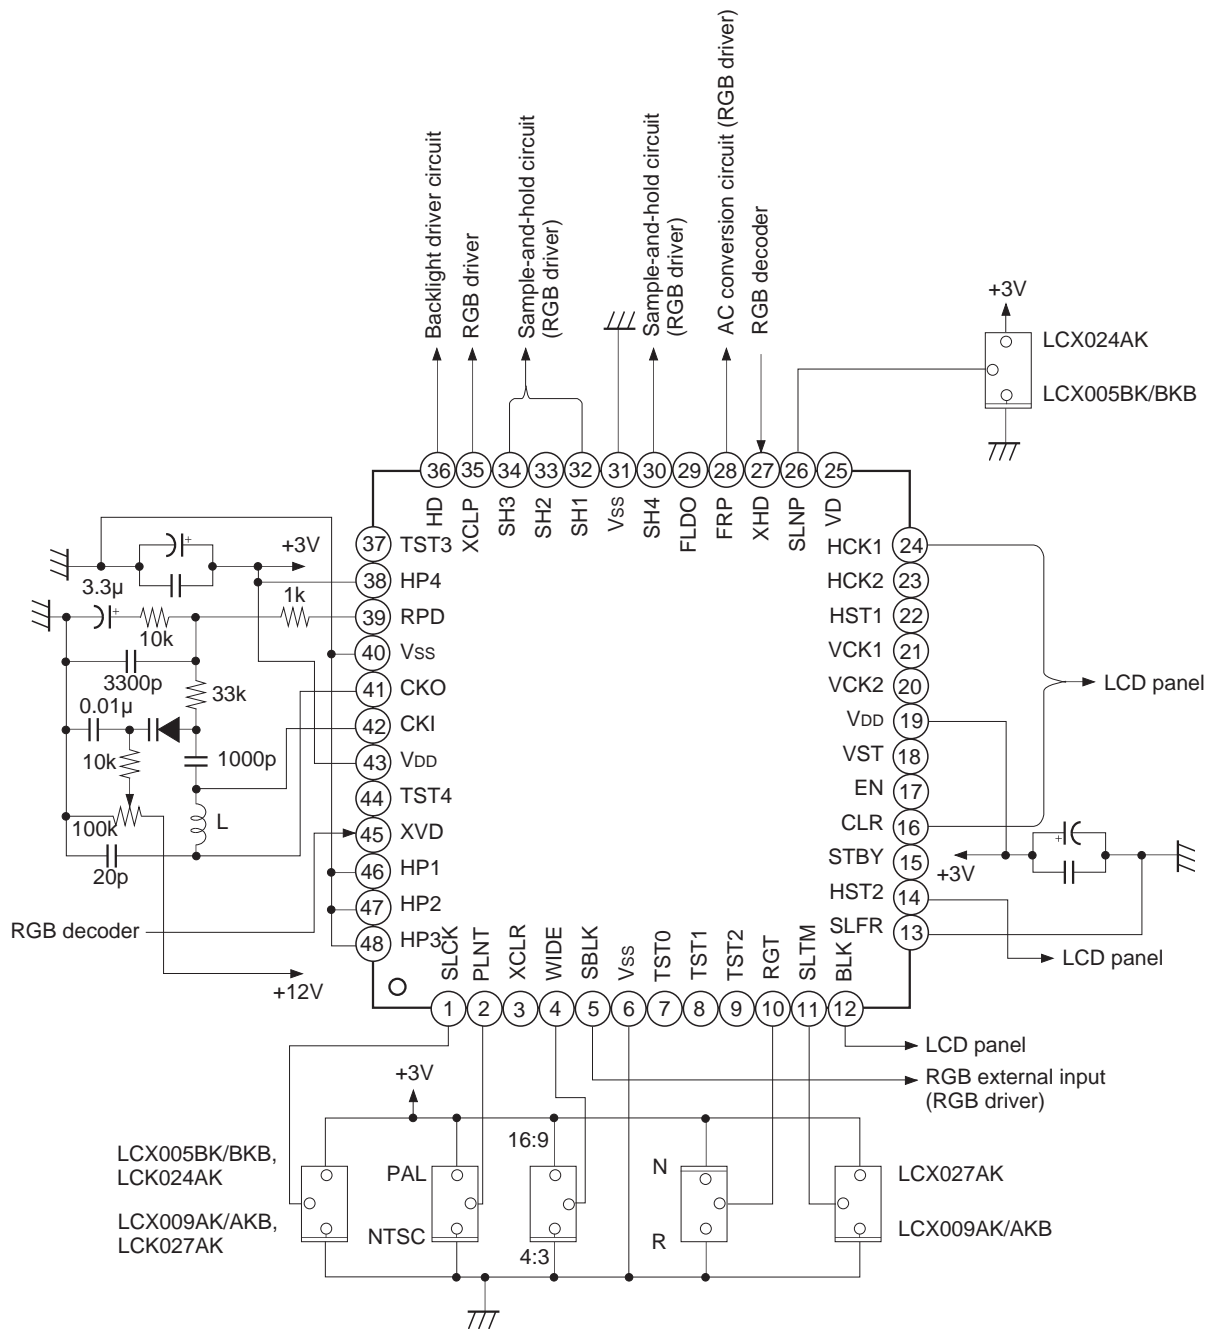 Backlight driver circuit
RGB driver
Sample-and-hold circuit
(RGB driver)
Sample-and-hold circuit
(RGB driver)
AC conversion circuit (RGB driver)
RGB decoder
+3V
LCX024AK
LCX005BK/BKB
36 35 34 33 32 31 30 29 28 27 26 25
HD XCLP SH3 SH2 SH1 Vss SH4 FLDO FRP XHD SLNP VD
37 TST3
38 HP4
39 RPD
40 Vss
41 CKO
42 CKI
43 VDD
44 TST4
45 XVD
46 HP1
47 HP2
48 HP3
HCK1 24
HCK2 23
HST1 22
VCK1 21
VCK2 20
VDD 19
VST 18
EN 17
CLR 16
STBY 15
HST2 14
SLFR 13
+
+3V
3.3μ
+
10k
1k
3300p
33k
0.01μ
10k
1000p
100k
L
20p
RGB decoder
+12V
LCD panel
+
+3V
LCD panel
SLCK PLNT XCLR WIDE SBLK Vss TST0 TST1 TST2 RGT SLTM BLK
1 2 3 4 5 6 7 8 9 10 11 12
LCD panel
RGB external input
(RGB driver)
+3V
LCX005BK/BKB,
LCK024AK
LCX009AK/AKB,
LCK027AK
PAL
NTSC
16:9
4:3
N
R
LCX027AK
LCX009AK/AKB